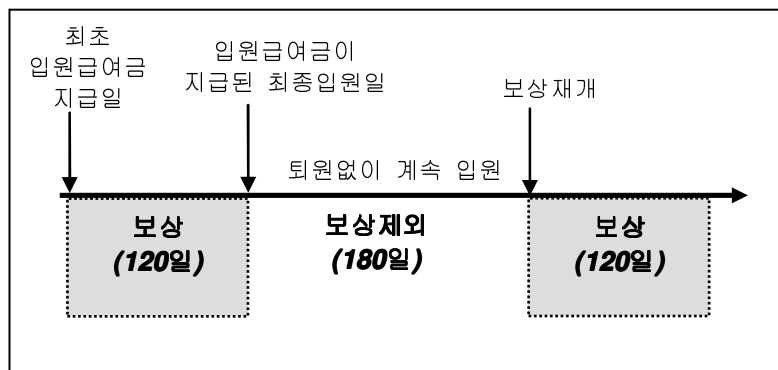 최초
입원급여금
지급일
입원급여금이
지급된 최종입원일
보상재개
퇴원없이 계속 입원
보상
(120일)
보상제외
(180일)
보상
(120일)